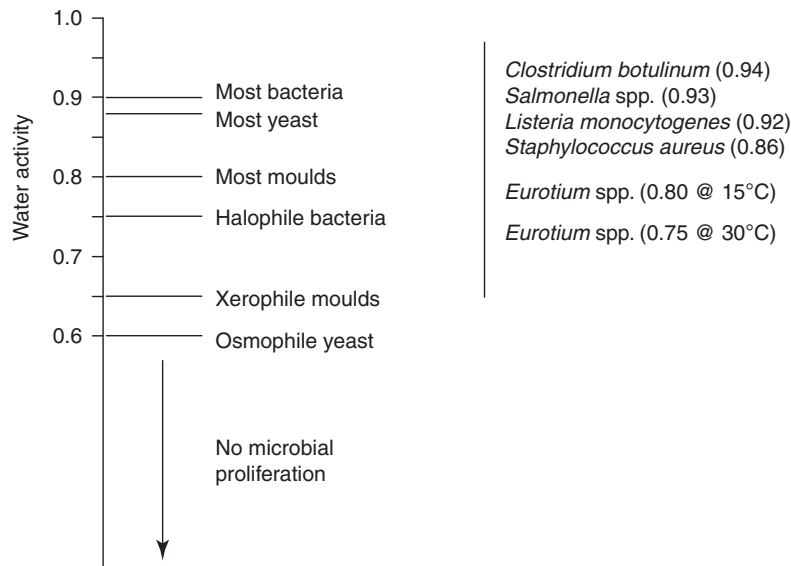 Water activity
1.0
0.9
0.8
0.7
0.6
Most bacteria
Most yeast
Most moulds
Halophile bacteria
Xerophile moulds
Osmophile yeast
No microbial
proliferation
Clostridium botulinum (0.94)
Salmonella spp. (0.93)
Listeria monocytogenes (0.92)
Staphylococcus aureus (0.86)
Eurotium spp. (0.80 @ 15°C)
Eurotium spp. (0.75 @ 30°C)